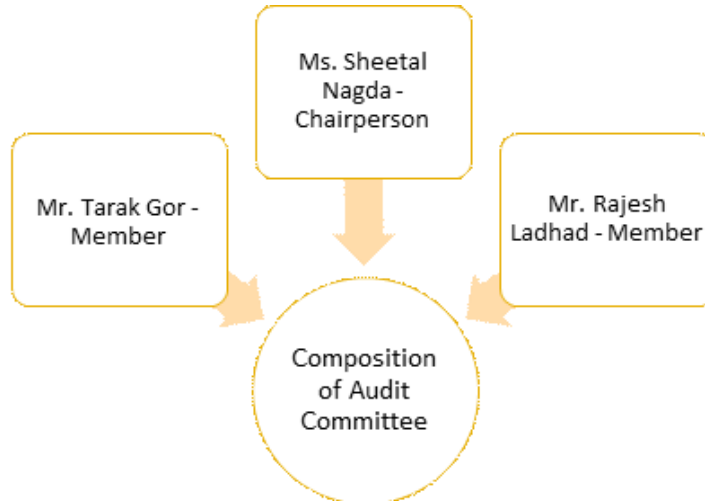 Ms. Sheetal
Nagda -
Chairperson
Mr. Tarak Gor -
Member
Mr. Rajesh
Ladhad - Member
Composition
of Audit
Committee